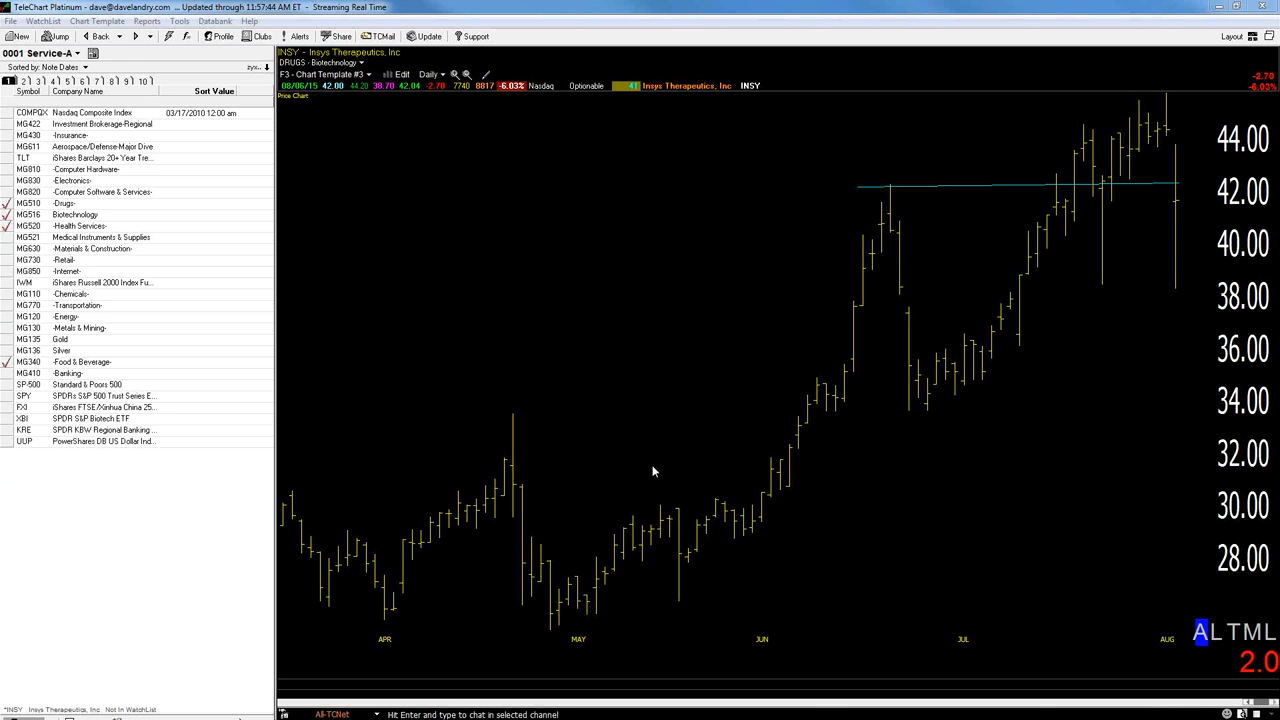 TeleChart Platinum - dave@davelandry.com ... Updated through 11:57:44 AM ET - Streaming Real Time
File WatchList Chart Template Reports Tools Databank Help
New Jump Back Profile Clubs Alerts Share TCMail Update Support Layout
0001 Service-A
Sorted by: Note Dates zyx..
1 2 3 4 5 6 7 8 9 10
Symbol Company Name Sort Value
COMPQX Nasdaq Composite Index 03/17/2010 12:00 am
MG422 Investment Brokerage-Regional
MG430 -Insurance-
MG611 Aerospace/Defense-Major Dive
TLT iShares Barclays 20+ Year Tre...
MG810 -Computer Hardware-
MG830 -Electronics-
MG820 -Computer Software & Services-
MG510 -Drugs-
MG516 Biotechnology
MG520 -Health Services-
MG521 Medical Instruments & Supplies
MG630 -Materials & Construction-
MG730 -Retail-
MG850 -Internet-
IWM iShares Russell 2000 Index Fu...
MG110 -Chemicals-
MG770 -Transportation-
MG120 -Energy-
MG130 -Metals & Mining-
MG135 Gold
MG136 Silver
MG340 -Food & Beverage-
MG410 -Banking-
SP-500 Standard & Poors 500
SPY SPDRs S&P 500 Trust Series E...
FXI iShares FTSE/Xinhua China 25...
XBI SPDR S&P Biotech ETF
KRE SPDR KBW Regional Banking ...
UUP PowerShares DB US Dollar Ind...
*INSY Insys Therapeutics, Inc Not In WatchList
INSY - Insys Therapeutics, Inc
DRUGS - Biotechnology
F3 - Chart Template #3 Edit Daily
-2.70
08/06/15 42.00 44.20 38.70 42.04 -2.70 7740 8817 -6.03% Nasdaq Optionable 41 Insys Therapeutics, Inc INSY
-6.03%
Price Chart
44.00
42.00
40.00
38.00
36.00
34.00
32.00
30.00
28.00
ALTML
2.0
APR MAY JUN JUL AUG
All-TCNet Hit Enter and type to chat in selected channel